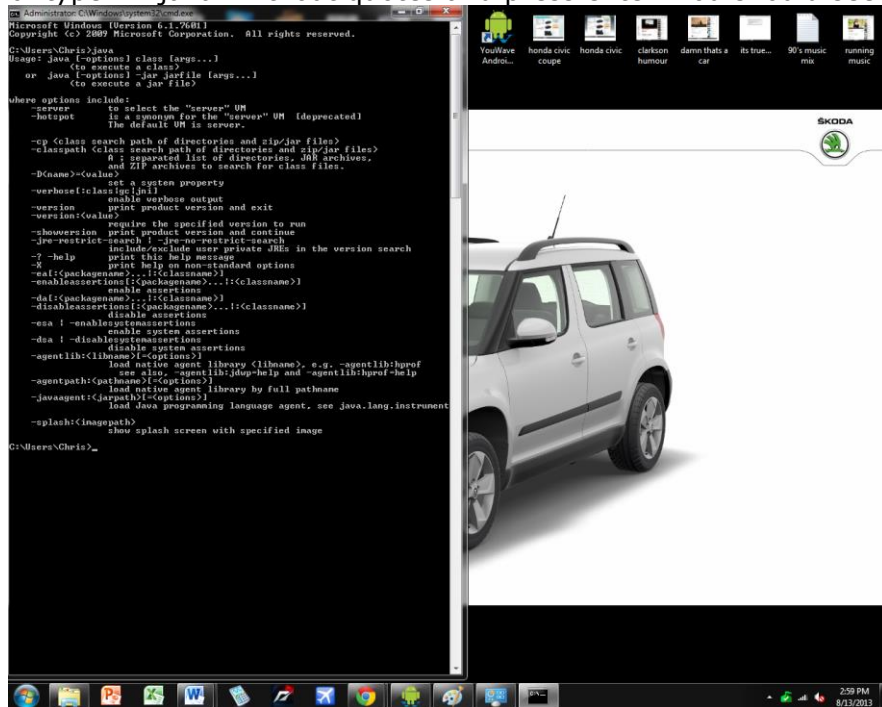 Administrator: C:\Windows\system32\cmd.exe
Microsoft Windows [Version 6.1.7601]
Copyright (c) 2009 Microsoft Corporation.  All rights reserved.
C:\Users\Chris>java
Usage: java [-options] class [args...]
(to execute a class)
or  java [-options] -jar jarfile [args...]
(to execute a jar file)
where options include:
-server       to select the "server" VM
-hotspot      is a synonym for the "server" VM  [deprecated]
The default VM is server.
-cp <class search path of directories and zip/jar files>
-classpath <class search path of directories and zip/jar files>
A ; separated list of directories, JAR archives,
and ZIP archives to search for class files.
-D<name>=<value>
set a system property
-verbose[:class|gc|jni]
enable verbose output
-version      print product version and exit
-version:<value>
require the specified version to run
-showversion  print product version and continue
-jre-restrict-search | -jre-no-restrict-search
include/exclude user private JREs in the version search
-? -help      print this help message
-X            print help on non-standard options
-ea[:<packagename>...|:<classname>]
-enableassertions[:<packagename>...|:<classname>]
enable assertions
-da[:<packagename>...|:<classname>]
-disableassertions[:<packagename>...|:<classname>]
disable assertions
-esa | -enablesystemassertions
enable system assertions
-dsa | -disablesystemassertions
disable system assertions
-agentlib:<libname>[=<options>]
load native agent library <libname>, e.g. -agentlib:hprof
see also, -agentlib:jdwp=help and -agentlib:hprof=help
-agentpath:<pathname>[=<options>]
load native agent library by full pathname
-javaagent:<jarpath>[=<options>]
load Java programming language agent, see java.lang.instrument
-splash:<imagepath>
show splash screen with specified image
C:\Users\Chris>_
YouWave Androi...
honda civic coupe
honda civic
clarkson humour
damn thats a car
its true...
90's music mix
running music
ŠKODA
2:59 PM
8/13/2013